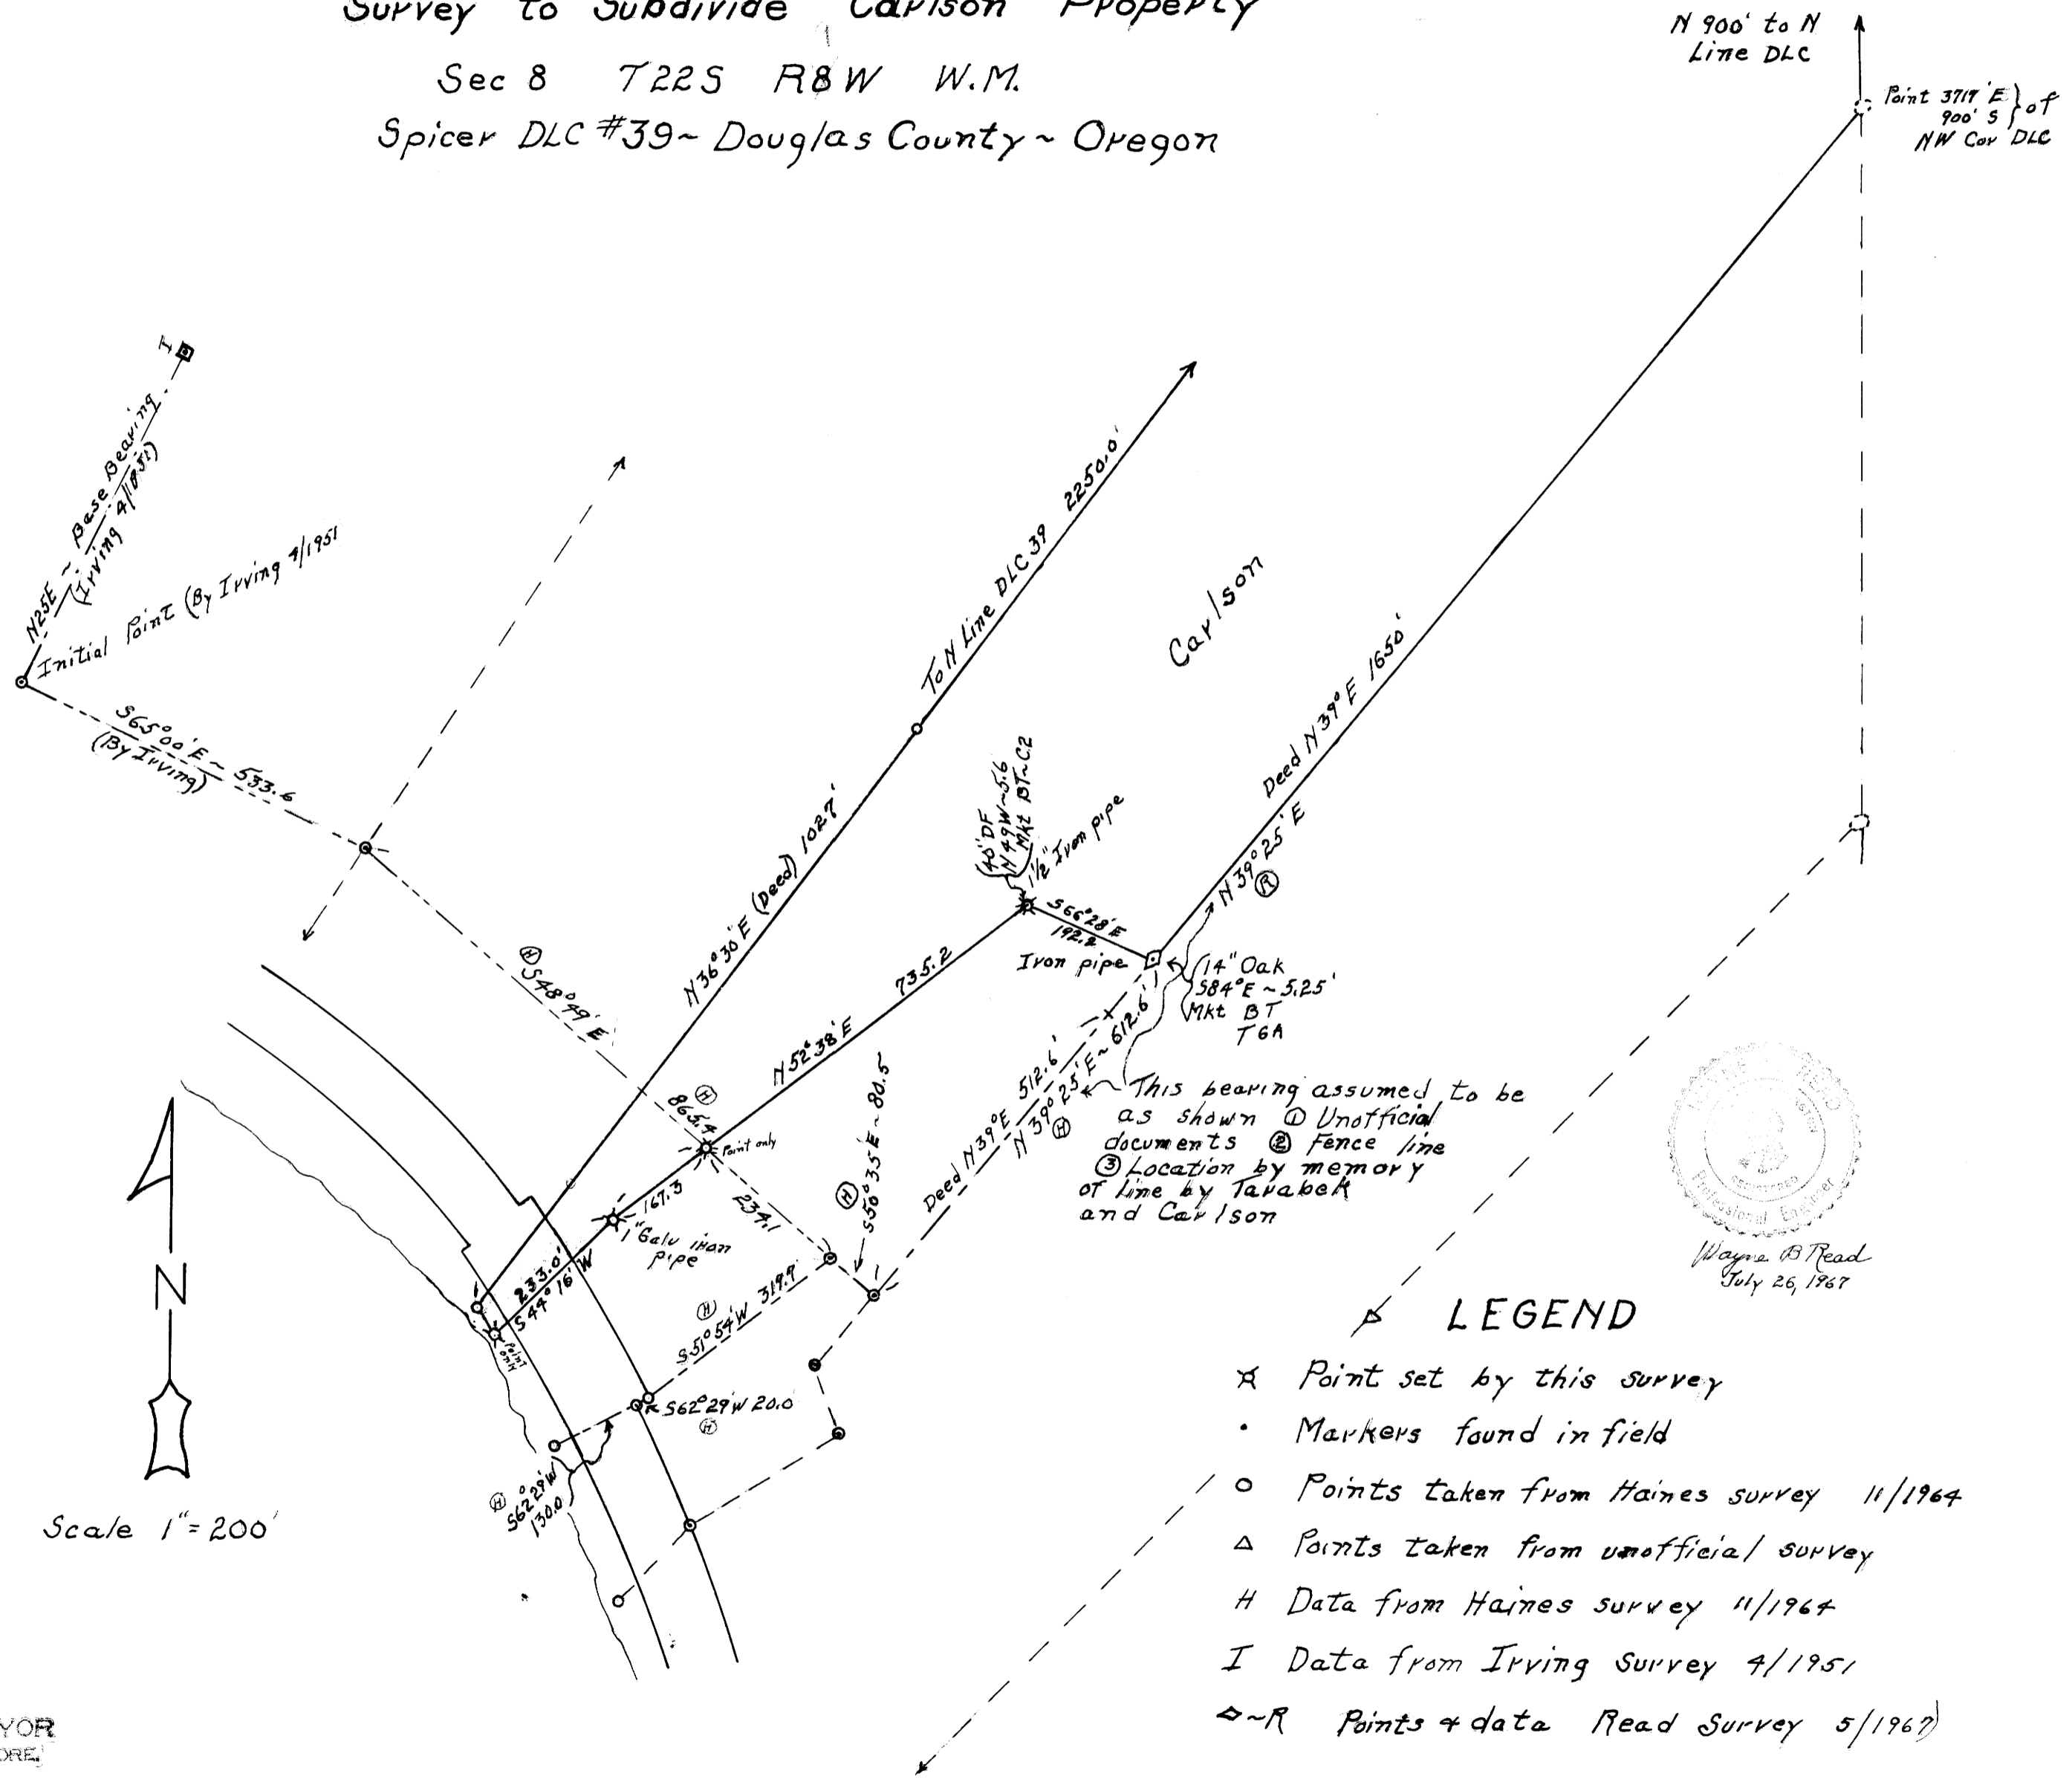 Survey to Subdivide Carlson Property
Sec 8 T22S R8W W.M.
Spicer DLC #39~ Douglas County ~ Oregon
N 900' to N
Line DLC
Point 3717' E } of
900' S
NW Cor DLC
I
N25E ~ Base Bearing
(Irving 4/1951)
Initial Point (By Irving 4/1951
S65°00'E ~ 533.6
(By Irving)
To N Line DLC 39 2250.0'
Carlson
Deed N39°E 1650'
N39°25'E
Ⓡ
N36°30'E (Deed) 1027'
40" DF
N49W~5.6
Mkt BT~C2
1½" Iron pipe
S66°28'E
192.2
Iron pipe
14" Oak
S84°E ~ 5.25'
Mkt BT
T6A
Ⓗ S48°49'E
865.4 Ⓗ
N52°38'E 735.2
Point only
167.3
1" Galv iron
pipe
234.1
Ⓗ S50°35'E ~ 80.5'
Deed N39°E 512.6'
N39°25'E ~ 612.6'
Ⓗ
This bearing assumed to be
as shown ① Unofficial
documents ② Fence line
③ Location by memory
of line by Tarabek
and Carlson
233.0'
S44°16'W
Point
only
Ⓗ
S51°54'W 319.9'
S62°29'W 20.0
Ⓗ
Ⓗ S62°29'W
130.0
N
Scale 1"=200'
Professional Engineer
Wayne B Read
July 26, 1967
LEGEND
Point set by this survey
Markers found in field
Points taken from Haines survey 11/1964
Points taken from unofficial survey
H Data from Haines survey 11/1964
I Data from Irving Survey 4/1951
~R Points & data Read Survey 5/1967)
YOR
ORE.